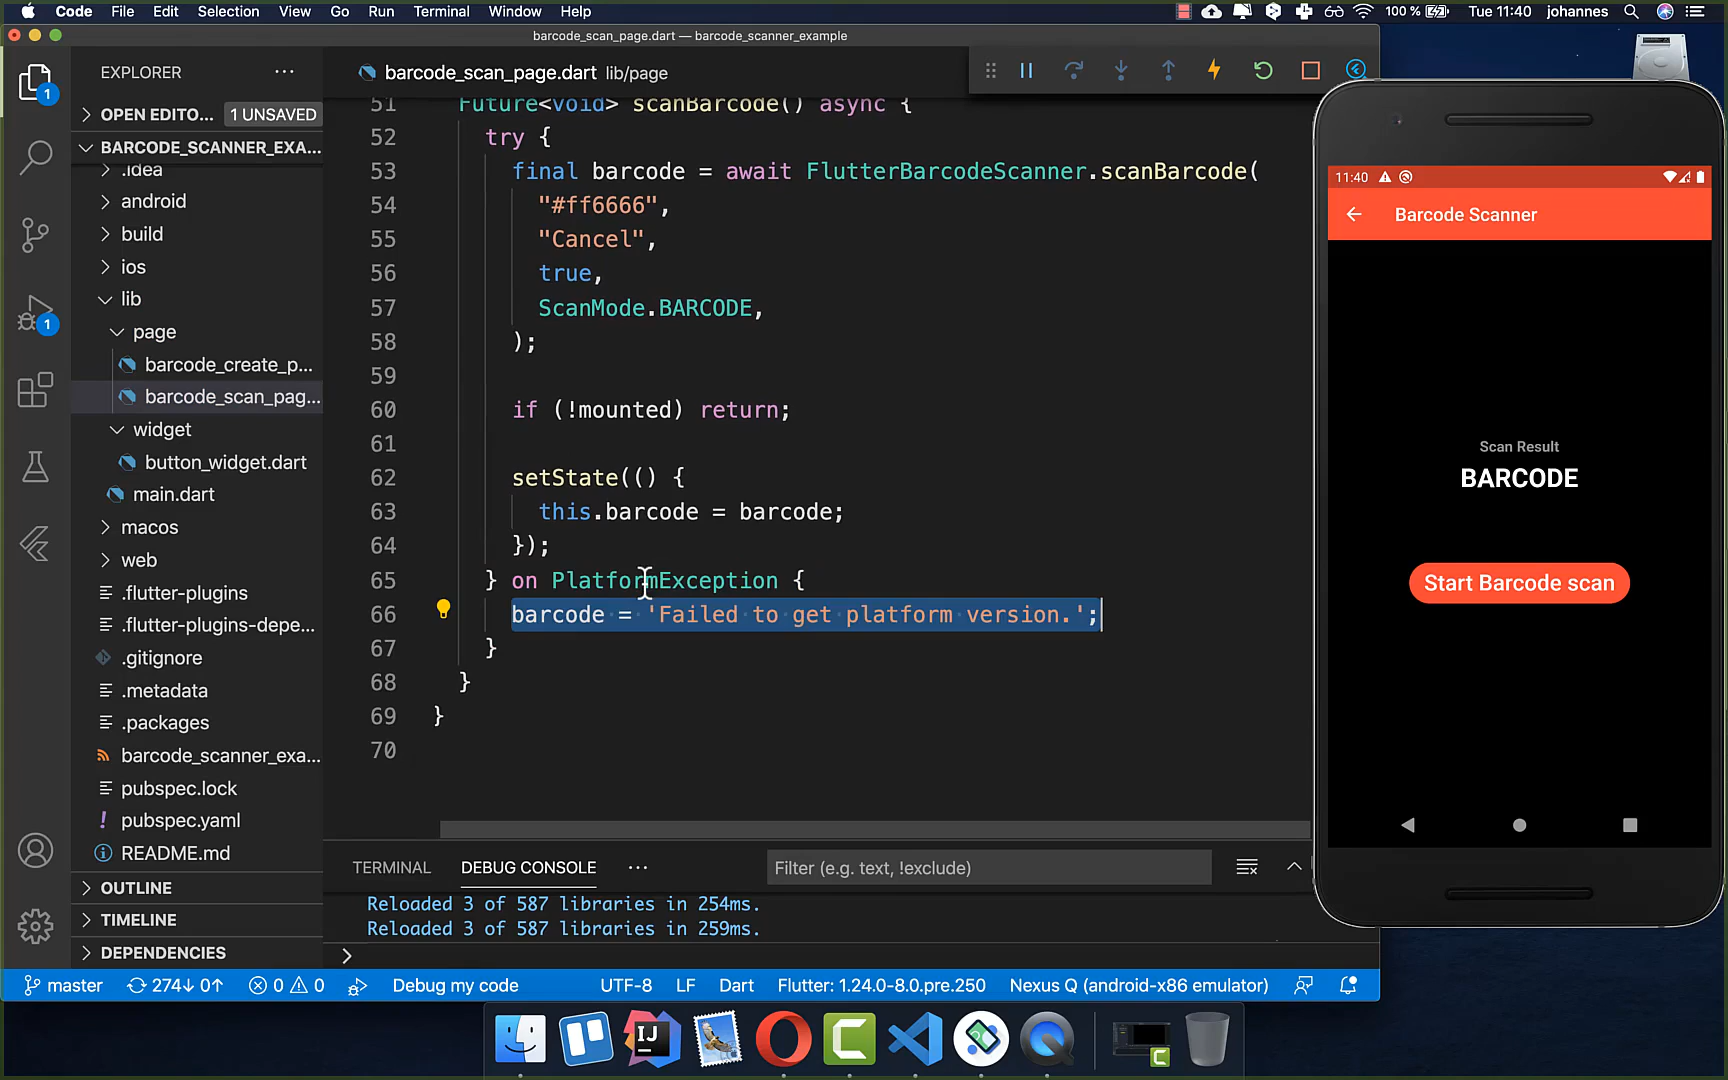 Code File Edit Selection View Go Run Terminal Window Help 100 % Tue 11:40 johannes
barcode_scan_page.dart — barcode_scanner_example
EXPLORER
1
OPEN EDITO... 1 UNSAVED
BARCODE_SCANNER_EXA...
.idea
android
build
ios
lib
1
page
barcode_create_p...
barcode_scan_pag...
widget
button_widget.dart
main.dart
macos
web
.flutter-plugins
.flutter-plugins-depe...
.gitignore
.metadata
.packages
barcode_scanner_exa...
pubspec.lock
! pubspec.yaml
README.md
OUTLINE
TIMELINE
DEPENDENCIES
barcode_scan_page.dart lib/page
51 Future<void> scanBarcode() async {
52 try {
53 final barcode = await FlutterBarcodeScanner.scanBarcode(
54 "#ff6666",
55 "Cancel",
56 true,
57 ScanMode.BARCODE,
58 );
59
60 if (!mounted) return;
61
62 setState(() {
63 this.barcode = barcode;
64 });
65 } on PlatformException {
66 barcode = 'Failed to get platform version.';
67 }
68 }
69 }
70
TERMINAL DEBUG CONSOLE ... Filter (e.g. text, !exclude)
Reloaded 3 of 587 libraries in 254ms.
Reloaded 3 of 587 libraries in 259ms.
>
master 274↓ 0↑ 0 0 Debug my code UTF-8 LF Dart Flutter: 1.24.0-8.0.pre.250 Nexus Q (android-x86 emulator)
11:40
Barcode Scanner
Scan Result
BARCODE
Start Barcode scan
IJ
C
C